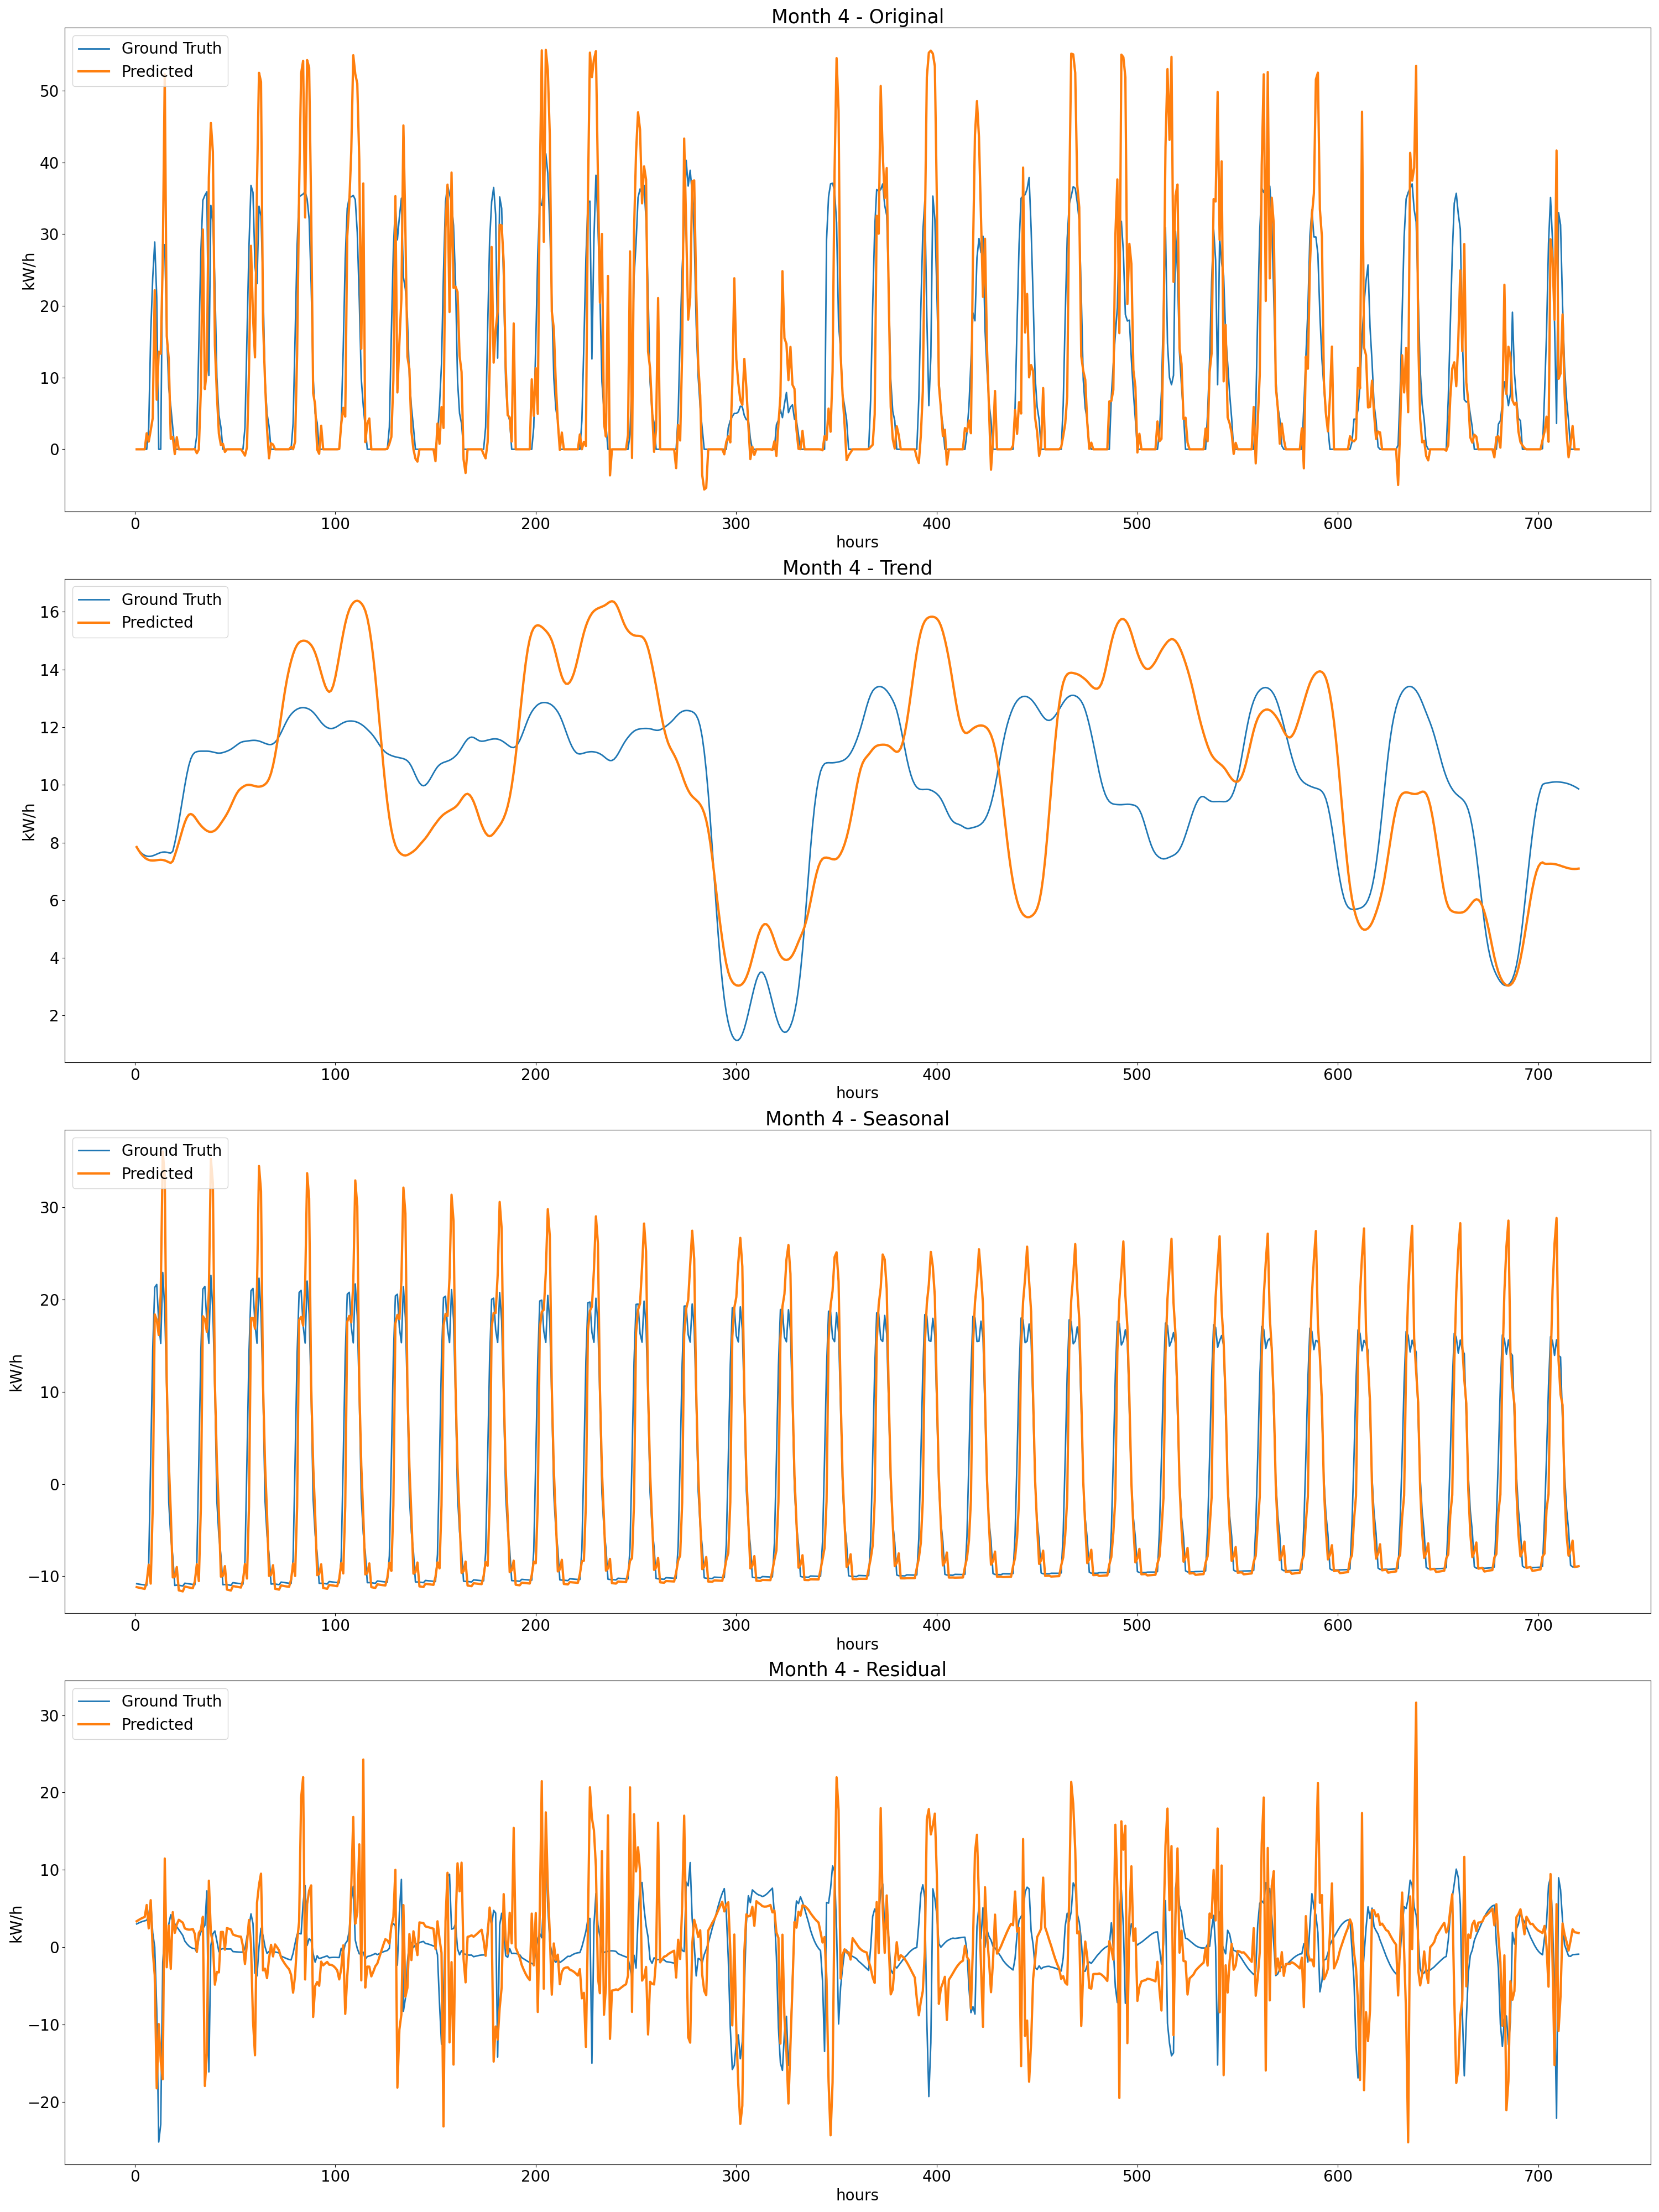 Month 4 - Original
Ground Truth
Predicted
kW/h
50
40
30
20
10
0
0 100 200 300 400 500 600 700
hours
Month 4 - Trend
Ground Truth
Predicted
kW/h
16
14
12
10
8
6
4
2
0 100 200 300 400 500 600 700
hours
Month 4 - Seasonal
Ground Truth
Predicted
kW/h
30
20
10
0
−10
0 100 200 300 400 500 600 700
hours
Month 4 - Residual
Ground Truth
Predicted
kW/h
30
20
10
0
−10
−20
0 100 200 300 400 500 600 700
hours